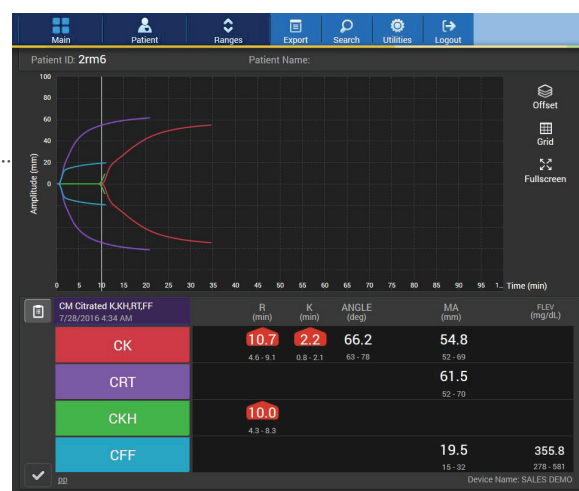 Main Patient Ranges Export Search Utilities Logout
Patient ID: 2rm6 Patient Name:
100
80
60
40
20
0
Amplitude (mm)
Offset
Grid
Fullscreen
0 5 10 15 20 25 30 35 40 45 50 55 60 65 70 75 80 85 90 95 1... Time (min)
CM Citrated K,KH,RT,FF
7/28/2016 4:34 AM
R (min) K (min) ANGLE (deg) MA (mm) FLEV (mg/dL)
CK 10.7 2.2 66.2 54.8
4.6 - 9.1 0.8 - 2.1 63 - 78 52 - 69
CRT 61.5
52 - 70
CKH 10.0
4.3 - 8.3
CFF 19.5 355.8
15 - 32 278 - 581
pp Device Name: SALES DEMO